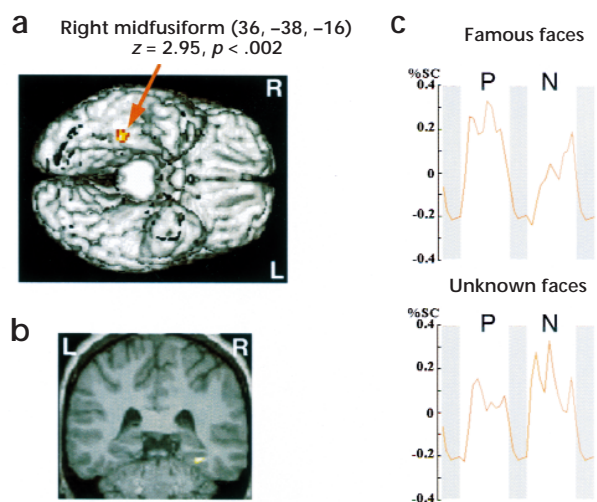 a
Right midfusiform (36, –38, –16)
z = 2.95, p < .002
R
L
b
L
R
c
Famous faces
%SC
P
N
0.4
0.2
0
-0.2
-0.4
Unknown faces
%SC
P
N
0.4
0.2
0
-0.2
-0.4